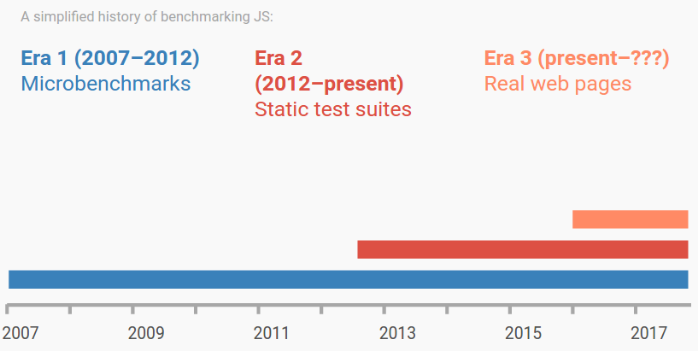 A simplified history of benchmarking JS:
Era 1 (2007–2012)
Microbenchmarks
Era 2
(2012–present)
Static test suites
Era 3 (present–???)
Real web pages
2007 2009 2011 2013 2015 2017